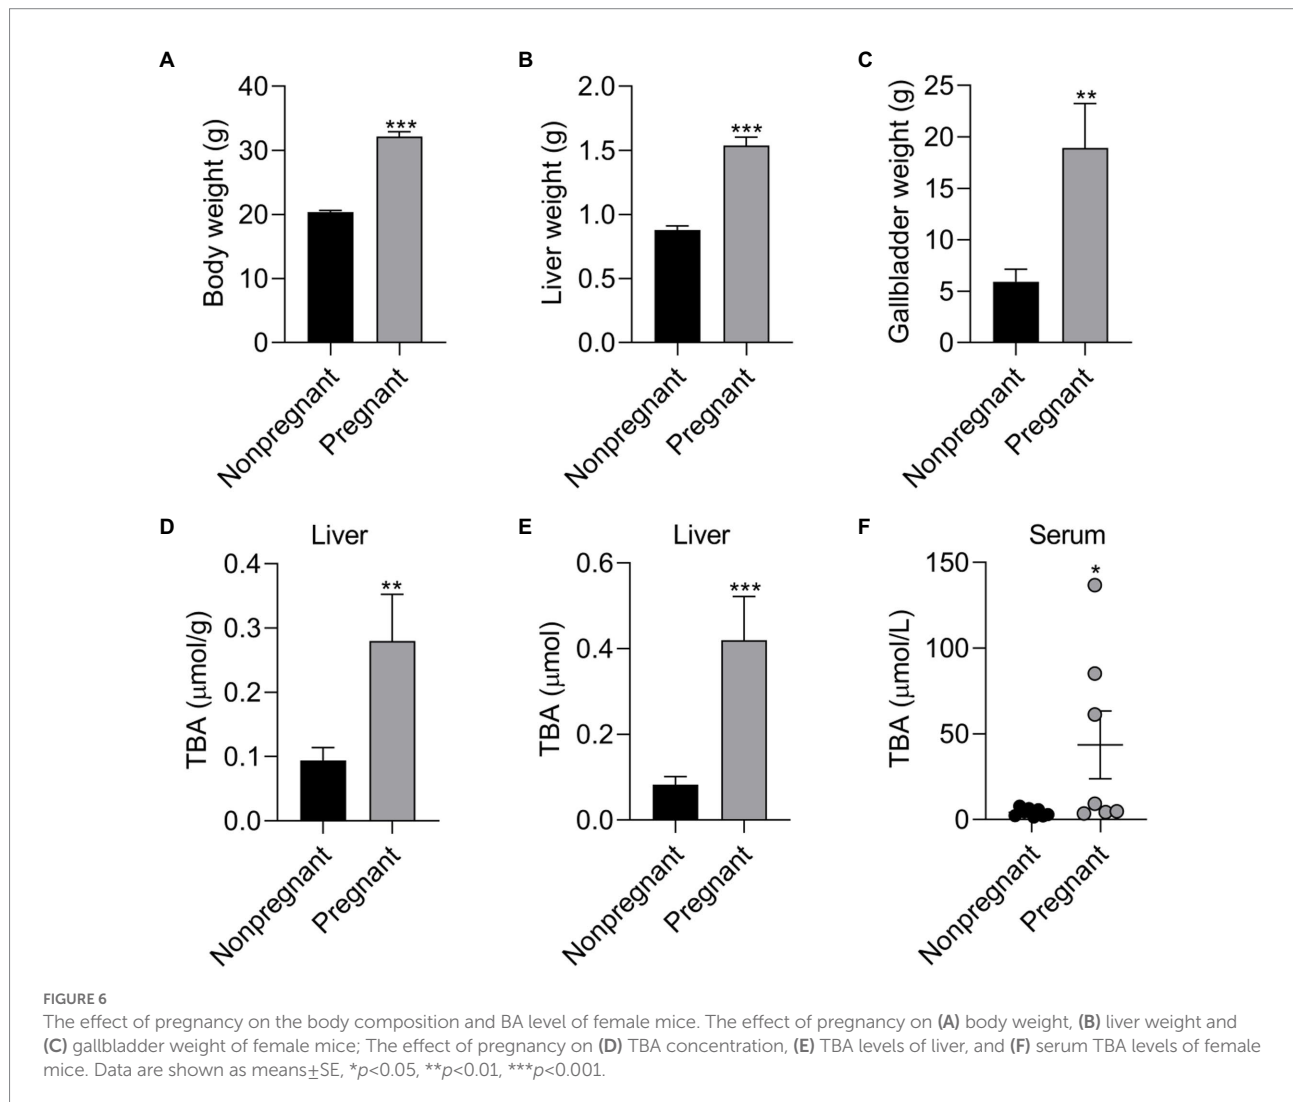 A
Body weight (g)
40
30
20
10
0
***
Nonpregnant
Pregnant
B
Liver weight (g)
2.0
1.5
1.0
0.5
0.0
***
Nonpregnant
Pregnant
C
Gallbladder weight (g)
25
20
15
10
5
0
**
Nonpregnant
Pregnant
D
Liver
TBA (μmol/g)
0.4
0.3
0.2
0.1
0.0
**
Nonpregnant
Pregnant
E
Liver
TBA (μmol)
0.6
0.4
0.2
0.0
***
Nonpregnant
Pregnant
F
Serum
TBA (μmol/L)
150
100
50
0
*
Nonpregnant
Pregnant
FIGURE 6
The effect of pregnancy on the body composition and BA level of female mice. The effect of pregnancy on (A) body weight, (B) liver weight and
(C) gallbladder weight of female mice; The effect of pregnancy on (D) TBA concentration, (E) TBA levels of liver, and (F) serum TBA levels of female
mice. Data are shown as means±SE, *p<0.05, **p<0.01, ***p<0.001.